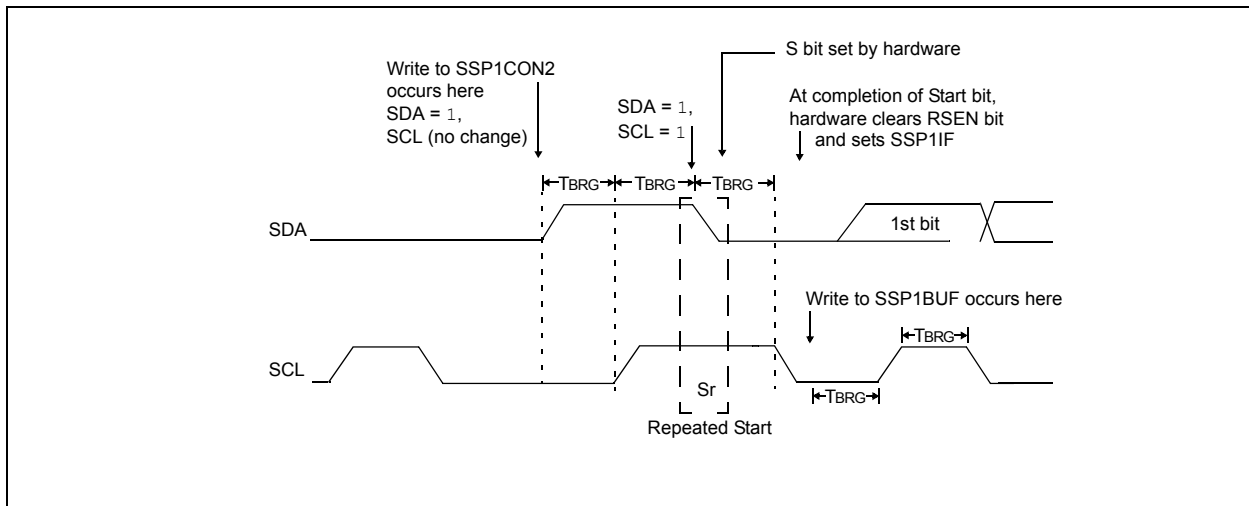 S bit set by hardware
Write to SSP1CON2
occurs here
SDA = 1,
SCL (no change)
SDA = 1,
SCL = 1
At completion of Start bit,
hardware clears RSEN bit
and sets SSP1IF
TBRG TBRG TBRG
SDA
1st bit
Write to SSP1BUF occurs here
TBRG
SCL
Sr
TBRG
Repeated Start